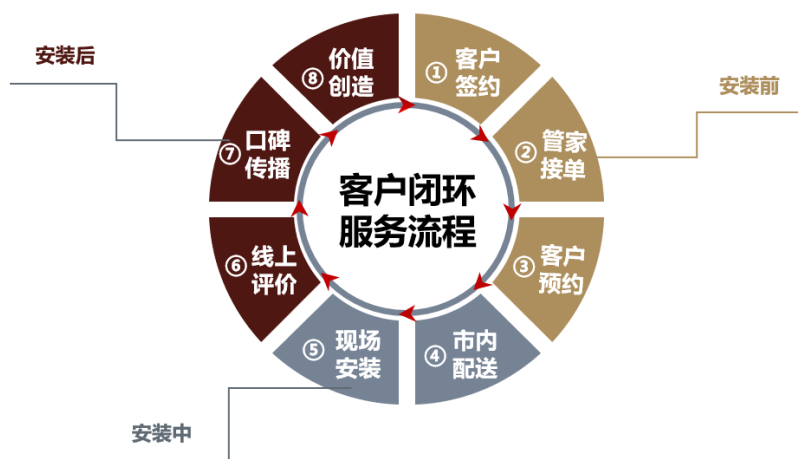 安装后
安装前
⑧ 价值
创造
① 客户
签约
② 管家
接单
③ 客户
预约
④ 市内
配送
⑤ 现场
安装
⑥ 线上
评价
⑦ 口碑
传播
客户闭环
服务流程
安装中